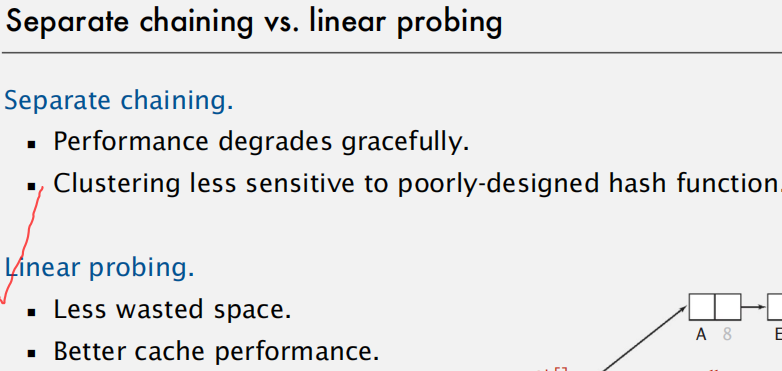 Separate chaining vs. linear probing
Separate chaining.
▪ Performance degrades gracefully.
▪ Clustering less sensitive to poorly-designed hash function.
Linear probing.
▪ Less wasted space.
▪ Better cache performance.
A 8